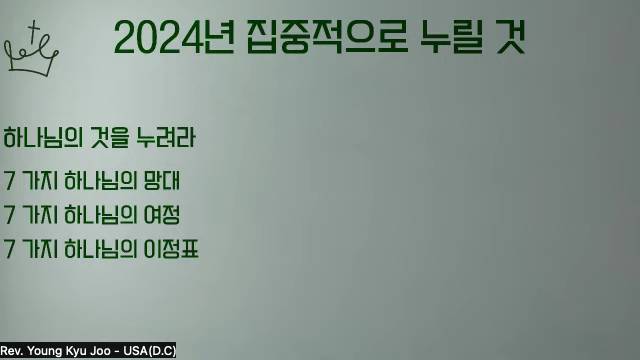 2024년 집중적으로 누릴 것
하나님의 것을 누려라
7 가지 하나님의 망대
7 가지 하나님의 여정
7 가지 하나님의 이정표
Rev. Young Kyu Joo - USA(D.C)